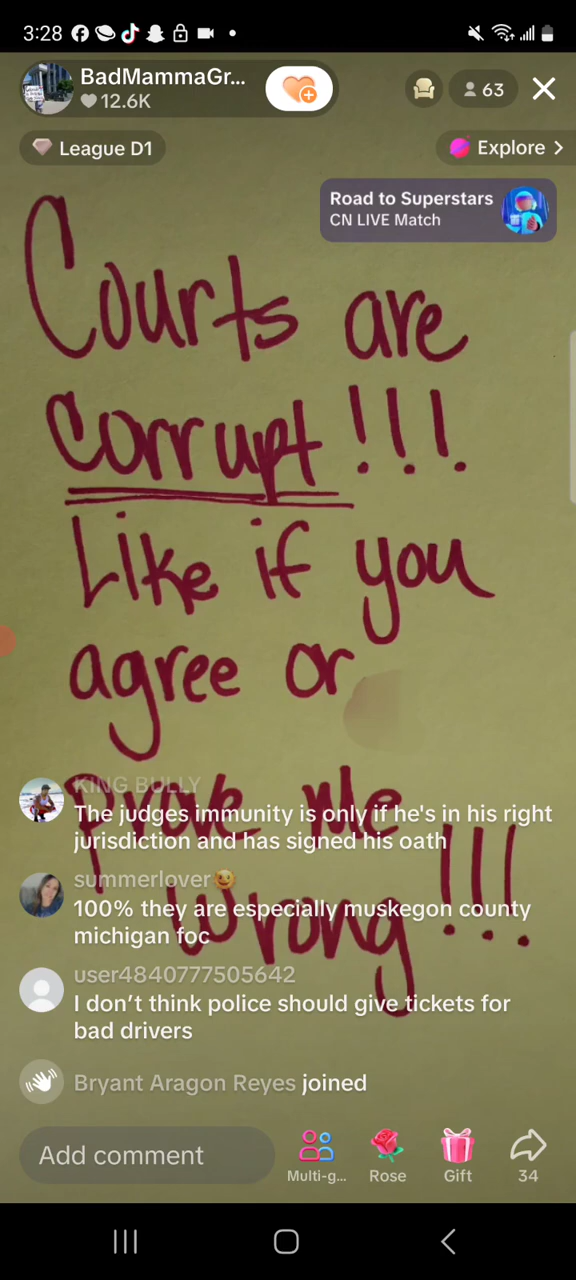 3:28
BadMammaGr...
12.6K
63
League D1
Explore
Road to Superstars
CN LIVE Match
Courts are
Corrupt!!!
Like if you
agree or
Prove Me
Wrong!!!
KING BULLY
The judges immunity is only if he's in his right
jurisdiction and has signed his oath
summerlover😉
100% they are especially muskegon county
michigan foc
user4840777505642
I don't think police should give tickets for
bad drivers
Bryant Aragon Reyes joined
Add comment
Multi-g...
Rose
Gift
34